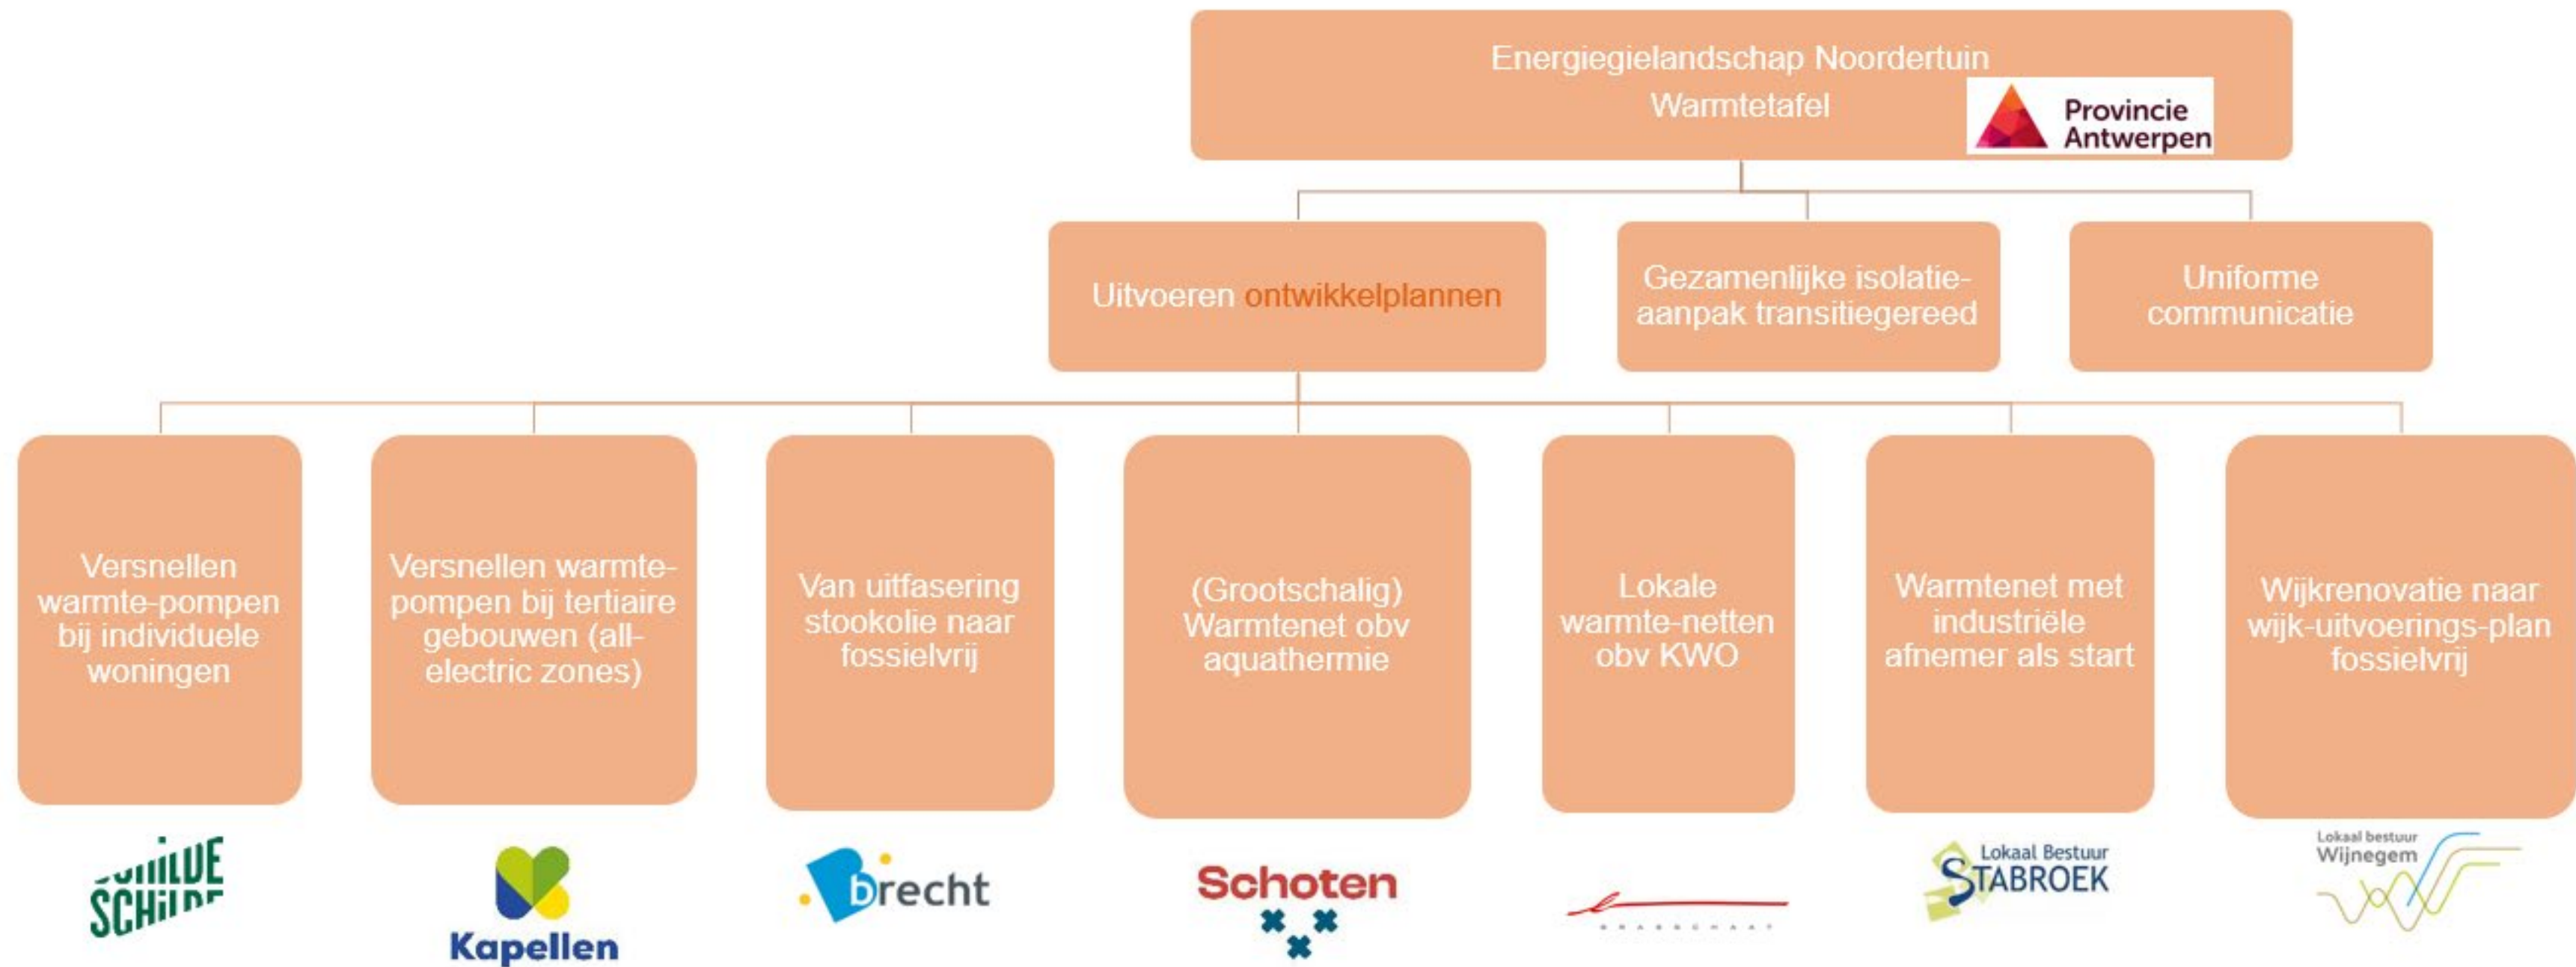 Energiegielandschap Noordertuin
Warmtetafel
Provincie
Antwerpen
Uitvoeren ontwikkelplannen
Gezamenlijke isolatie-
aanpak transitiegereed
Uniforme
communicatie
Versnellen
warmte-pompen
bij individuele
woningen
Versnellen warmte-
pompen bij tertiaire
gebouwen (all-
electric zones)
Van uitfasering
stookolie naar
fossielvrij
(Grootschalig)
Warmtenet obv
aquathermie
Lokale
warmte-netten
obv KWO
Warmtenet met
industriële
afnemer als start
Wijkrenovatie naar
wijk-uitvoerings-plan
fossielvrij
SCHILDE
SCHILDE
Kapellen
brecht
Schoten
BRASSCHAAT
Lokaal Bestuur
STABROEK
Lokaal bestuur
Wijnegem